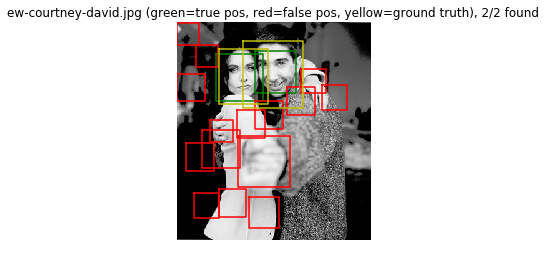 ew-courtney-david.jpg (green=true pos, red=false pos, yellow=ground truth), 2/2 found